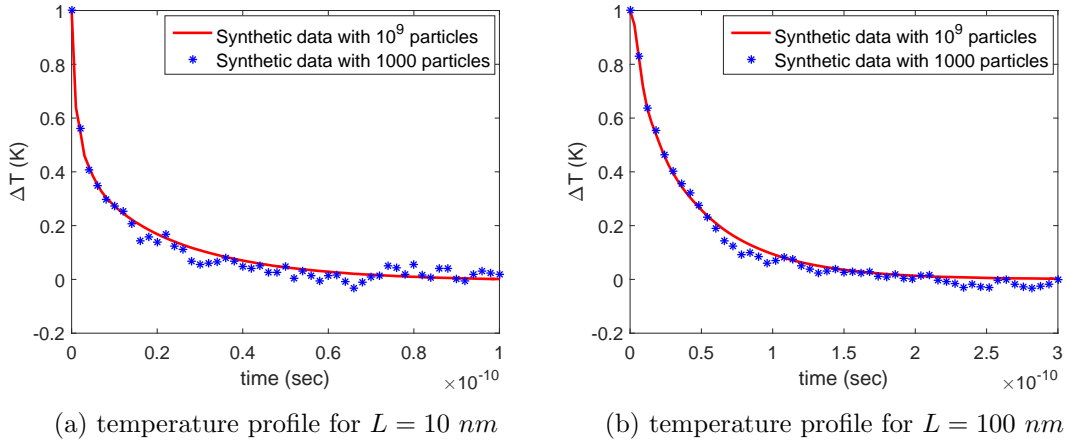 1
0.8
0.6
0.4
0.2
0
-0.2
ΔT (K)
Synthetic data with 10⁹ particles
Synthetic data with 1000 particles
0 0.2 0.4 0.6 0.8 1
time (sec) ×10⁻¹⁰
(a) temperature profile for L = 10 nm
1
0.8
0.6
0.4
0.2
0
-0.2
ΔT (K)
Synthetic data with 10⁹ particles
Synthetic data with 1000 particles
0 0.5 1 1.5 2 2.5 3
time (sec) ×10⁻¹⁰
(b) temperature profile for L = 100 nm